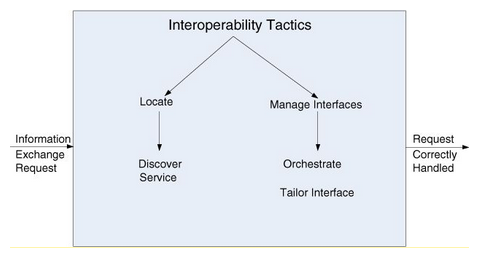 Interoperability Tactics
Locate
Manage Interfaces
Information
Exchange
Request
Discover
Service
Orchestrate
Tailor Interface
Request
Correctly
Handled